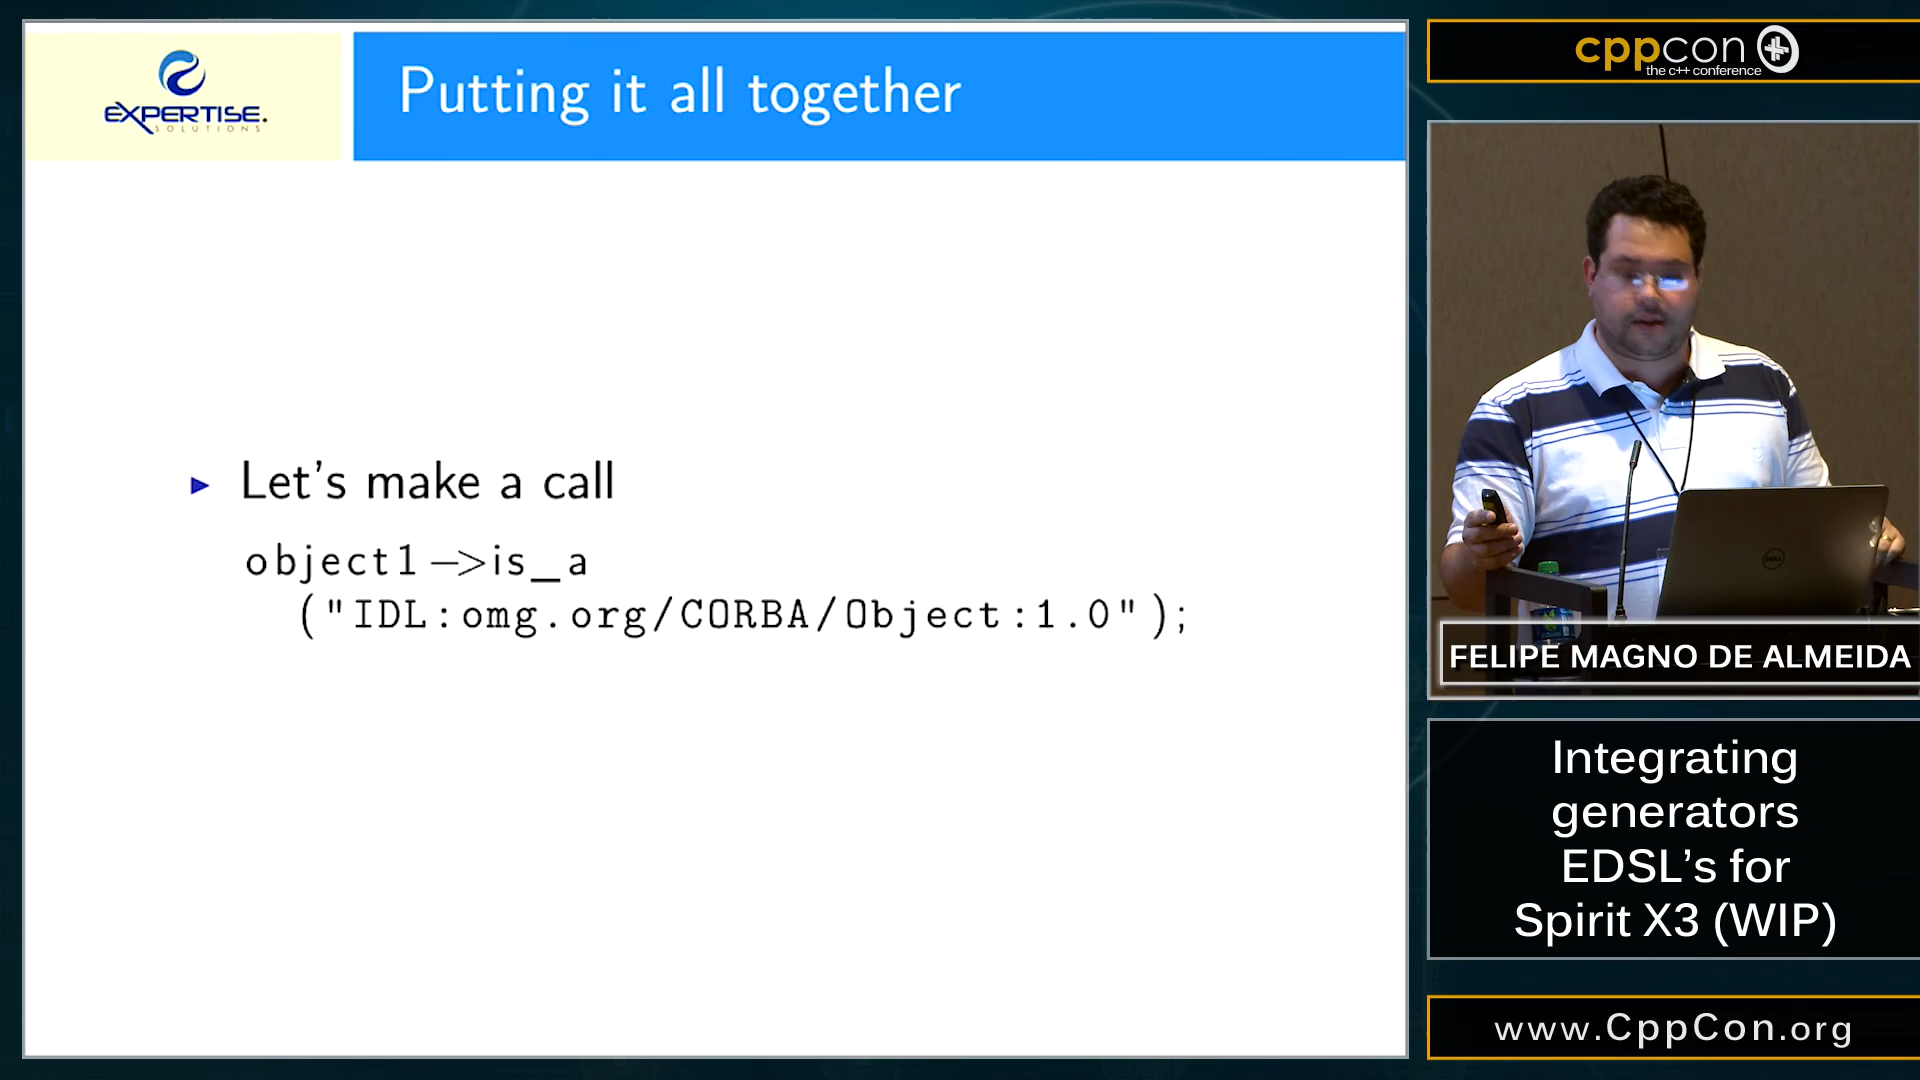 EXPERTISE.
SOLUTIONS
Putting it all together
Let's make a call
object1->is_a
("IDL:omg.org/CORBA/Object:1.0");
cppcon
the c++ conference
DELL
FELIPE MAGNO DE ALMEIDA
Integrating
generators
EDSL's for
Spirit X3 (WIP)
www.CppCon.org